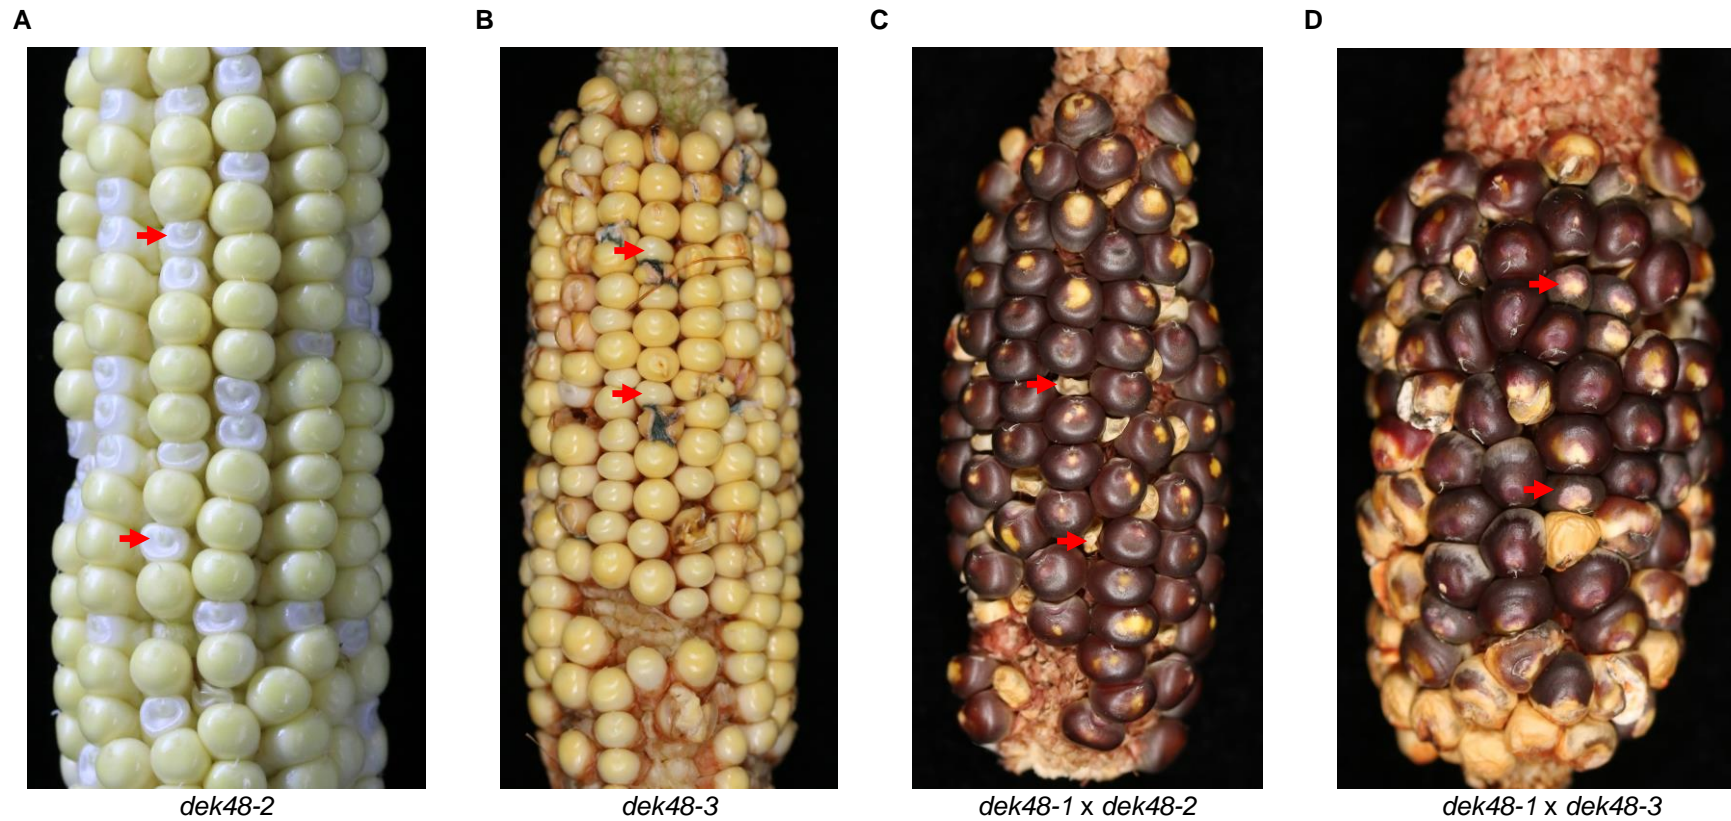 A
B
C
D
dek48-2
dek48-3
dek48-1 x dek48-2
dek48-1 x dek48-3